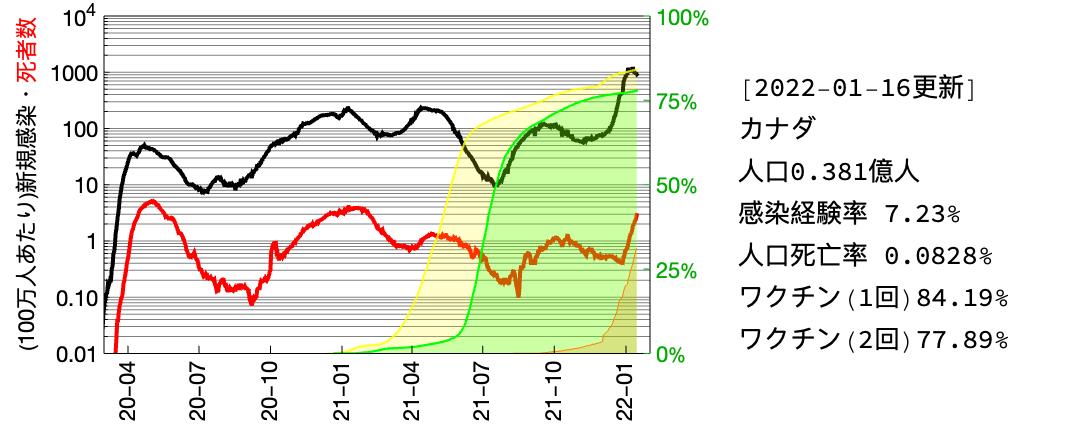 (100万人あたり)新規感染・死者数
10^4
1000
100
10
1
0.10
0.01
100%
75%
50%
25%
0%
20-04
20-07
20-10
21-01
21-04
21-07
21-10
22-01
[2022-01-16更新]
カナダ
人口0.381億人
感染経験率 7.23%
人口死亡率 0.0828%
ワクチン(1回)84.19%
ワクチン(2回)77.89%